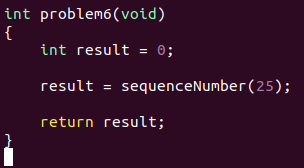 int problem6(void)
{
    int result = 0;
    result = sequenceNumber(25);
    return result;
}